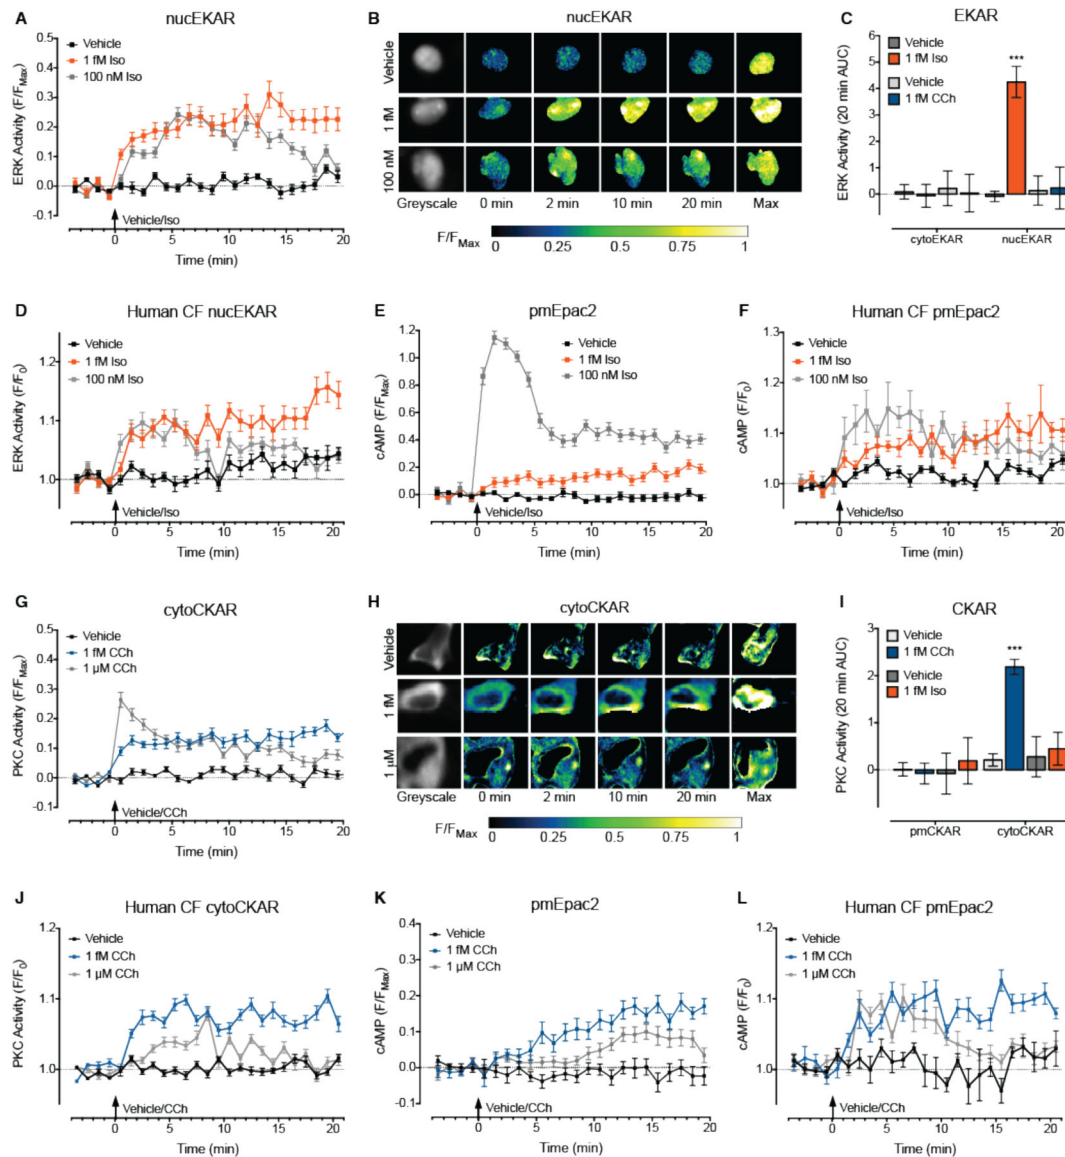 A
nucEKAR
ERK Activity (F/FMax)
0.5
0.4
0.3
0.2
0.1
0.0
-0.1
Vehicle
1 fM Iso
100 nM Iso
Vehicle/Iso
0 5 10 15 20
Time (min)
B
nucEKAR
Vehicle
1 fM
100 nM
Greyscale 0 min 2 min 10 min 20 min Max
F/FMax 0 0.25 0.5 0.75 1
C
EKAR
ERK Activity (20 min AUC)
6
5
4
3
2
1
0
-1
Vehicle
1 fM Iso
Vehicle
1 fM CCh
***
cytoEKAR nucEKAR
D
Human CF nucEKAR
ERK Activity (F/F0)
1.2
1.1
1.0
Vehicle
1 fM Iso
100 nM Iso
Vehicle/Iso
0 5 10 15 20
Time (min)
E
pmEpac2
cAMP (F/FMax)
1.2
1.0
0.8
0.6
0.4
0.2
0.0
Vehicle
1 fM Iso
100 nM Iso
Vehicle/Iso
0 5 10 15 20
Time (min)
F
Human CF pmEpac2
cAMP (F/F0)
1.3
1.2
1.1
1.0
Vehicle
1 fM Iso
100 nM Iso
Vehicle/Iso
0 5 10 15 20
Time (min)
G
cytoCKAR
PKC Activity (F/FMax)
0.5
0.4
0.3
0.2
0.1
0.0
-0.1
Vehicle
1 fM CCh
1 μM CCh
Vehicle/CCh
0 5 10 15 20
Time (min)
H
cytoCKAR
Vehicle
1 fM
1 μM
Greyscale 0 min 2 min 10 min 20 min Max
F/FMax 0 0.25 0.5 0.75 1
I
CKAR
PKC Activity (20 min AUC)
3
2
1
0
-1
Vehicle
1 fM CCh
Vehicle
1 fM Iso
***
pmCKAR cytoCKAR
J
Human CF cytoCKAR
PKC Activity (F/F0)
1.2
1.1
1.0
Vehicle
1 fM CCh
1 μM CCh
Vehicle/CCh
0 5 10 15 20
Time (min)
K
pmEpac2
cAMP (F/FMax)
0.4
0.3
0.2
0.1
0.0
-0.1
Vehicle
1 fM CCh
1 μM CCh
Vehicle/CCh
0 5 10 15 20
Time (min)
L
Human CF pmEpac2
cAMP (F/F0)
1.2
1.1
1.0
Vehicle
1 fM CCh
1 μM CCh
Vehicle/CCh
0 5 10 15 20
Time (min)